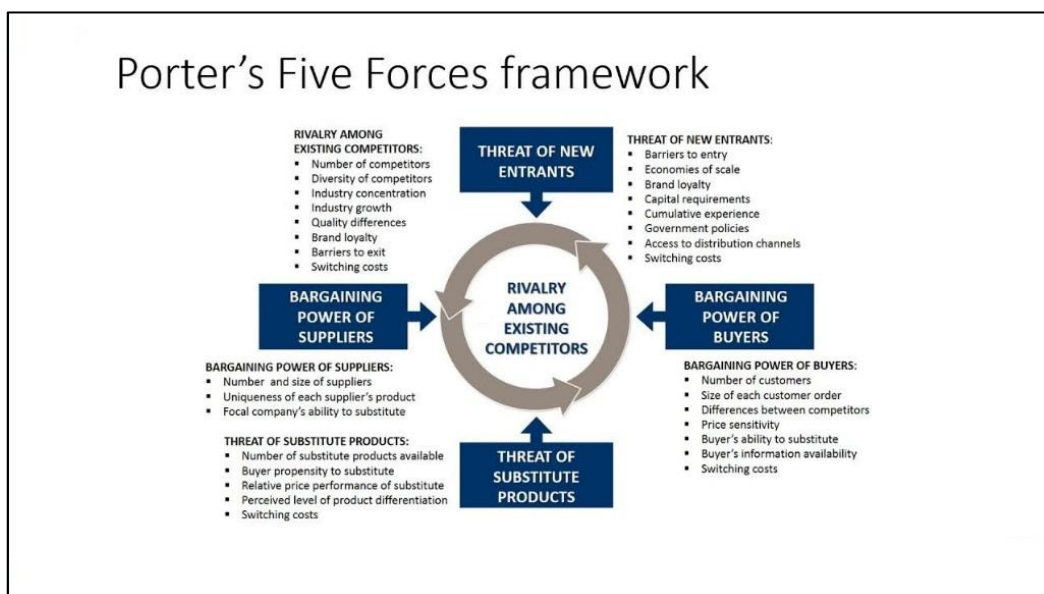 Porter’s Five Forces framework
RIVALRY AMONG
EXISTING COMPETITORS:
▪ Number of competitors
▪ Diversity of competitors
▪ Industry concentration
▪ Industry growth
▪ Quality differences
▪ Brand loyalty
▪ Barriers to exit
▪ Switching costs
THREAT OF NEW
ENTRANTS
THREAT OF NEW ENTRANTS:
▪ Barriers to entry
▪ Economies of scale
▪ Brand loyalty
▪ Capital requirements
▪ Cumulative experience
▪ Government policies
▪ Access to distribution channels
▪ Switching costs
BARGAINING
POWER OF
SUPPLIERS
RIVALRY
AMONG
EXISTING
COMPETITORS
BARGAINING
POWER OF
BUYERS
BARGAINING POWER OF SUPPLIERS:
▪ Number and size of suppliers
▪ Uniqueness of each supplier’s product
▪ Focal company’s ability to substitute
BARGAINING POWER OF BUYERS:
▪ Number of customers
▪ Size of each customer order
▪ Differences between competitors
▪ Price sensitivity
▪ Buyer’s ability to substitute
▪ Buyer’s information availability
▪ Switching costs
THREAT OF SUBSTITUTE PRODUCTS:
▪ Number of substitute products available
▪ Buyer propensity to substitute
▪ Relative price performance of substitute
▪ Perceived level of product differentiation
▪ Switching costs
THREAT OF
SUBSTITUTE
PRODUCTS